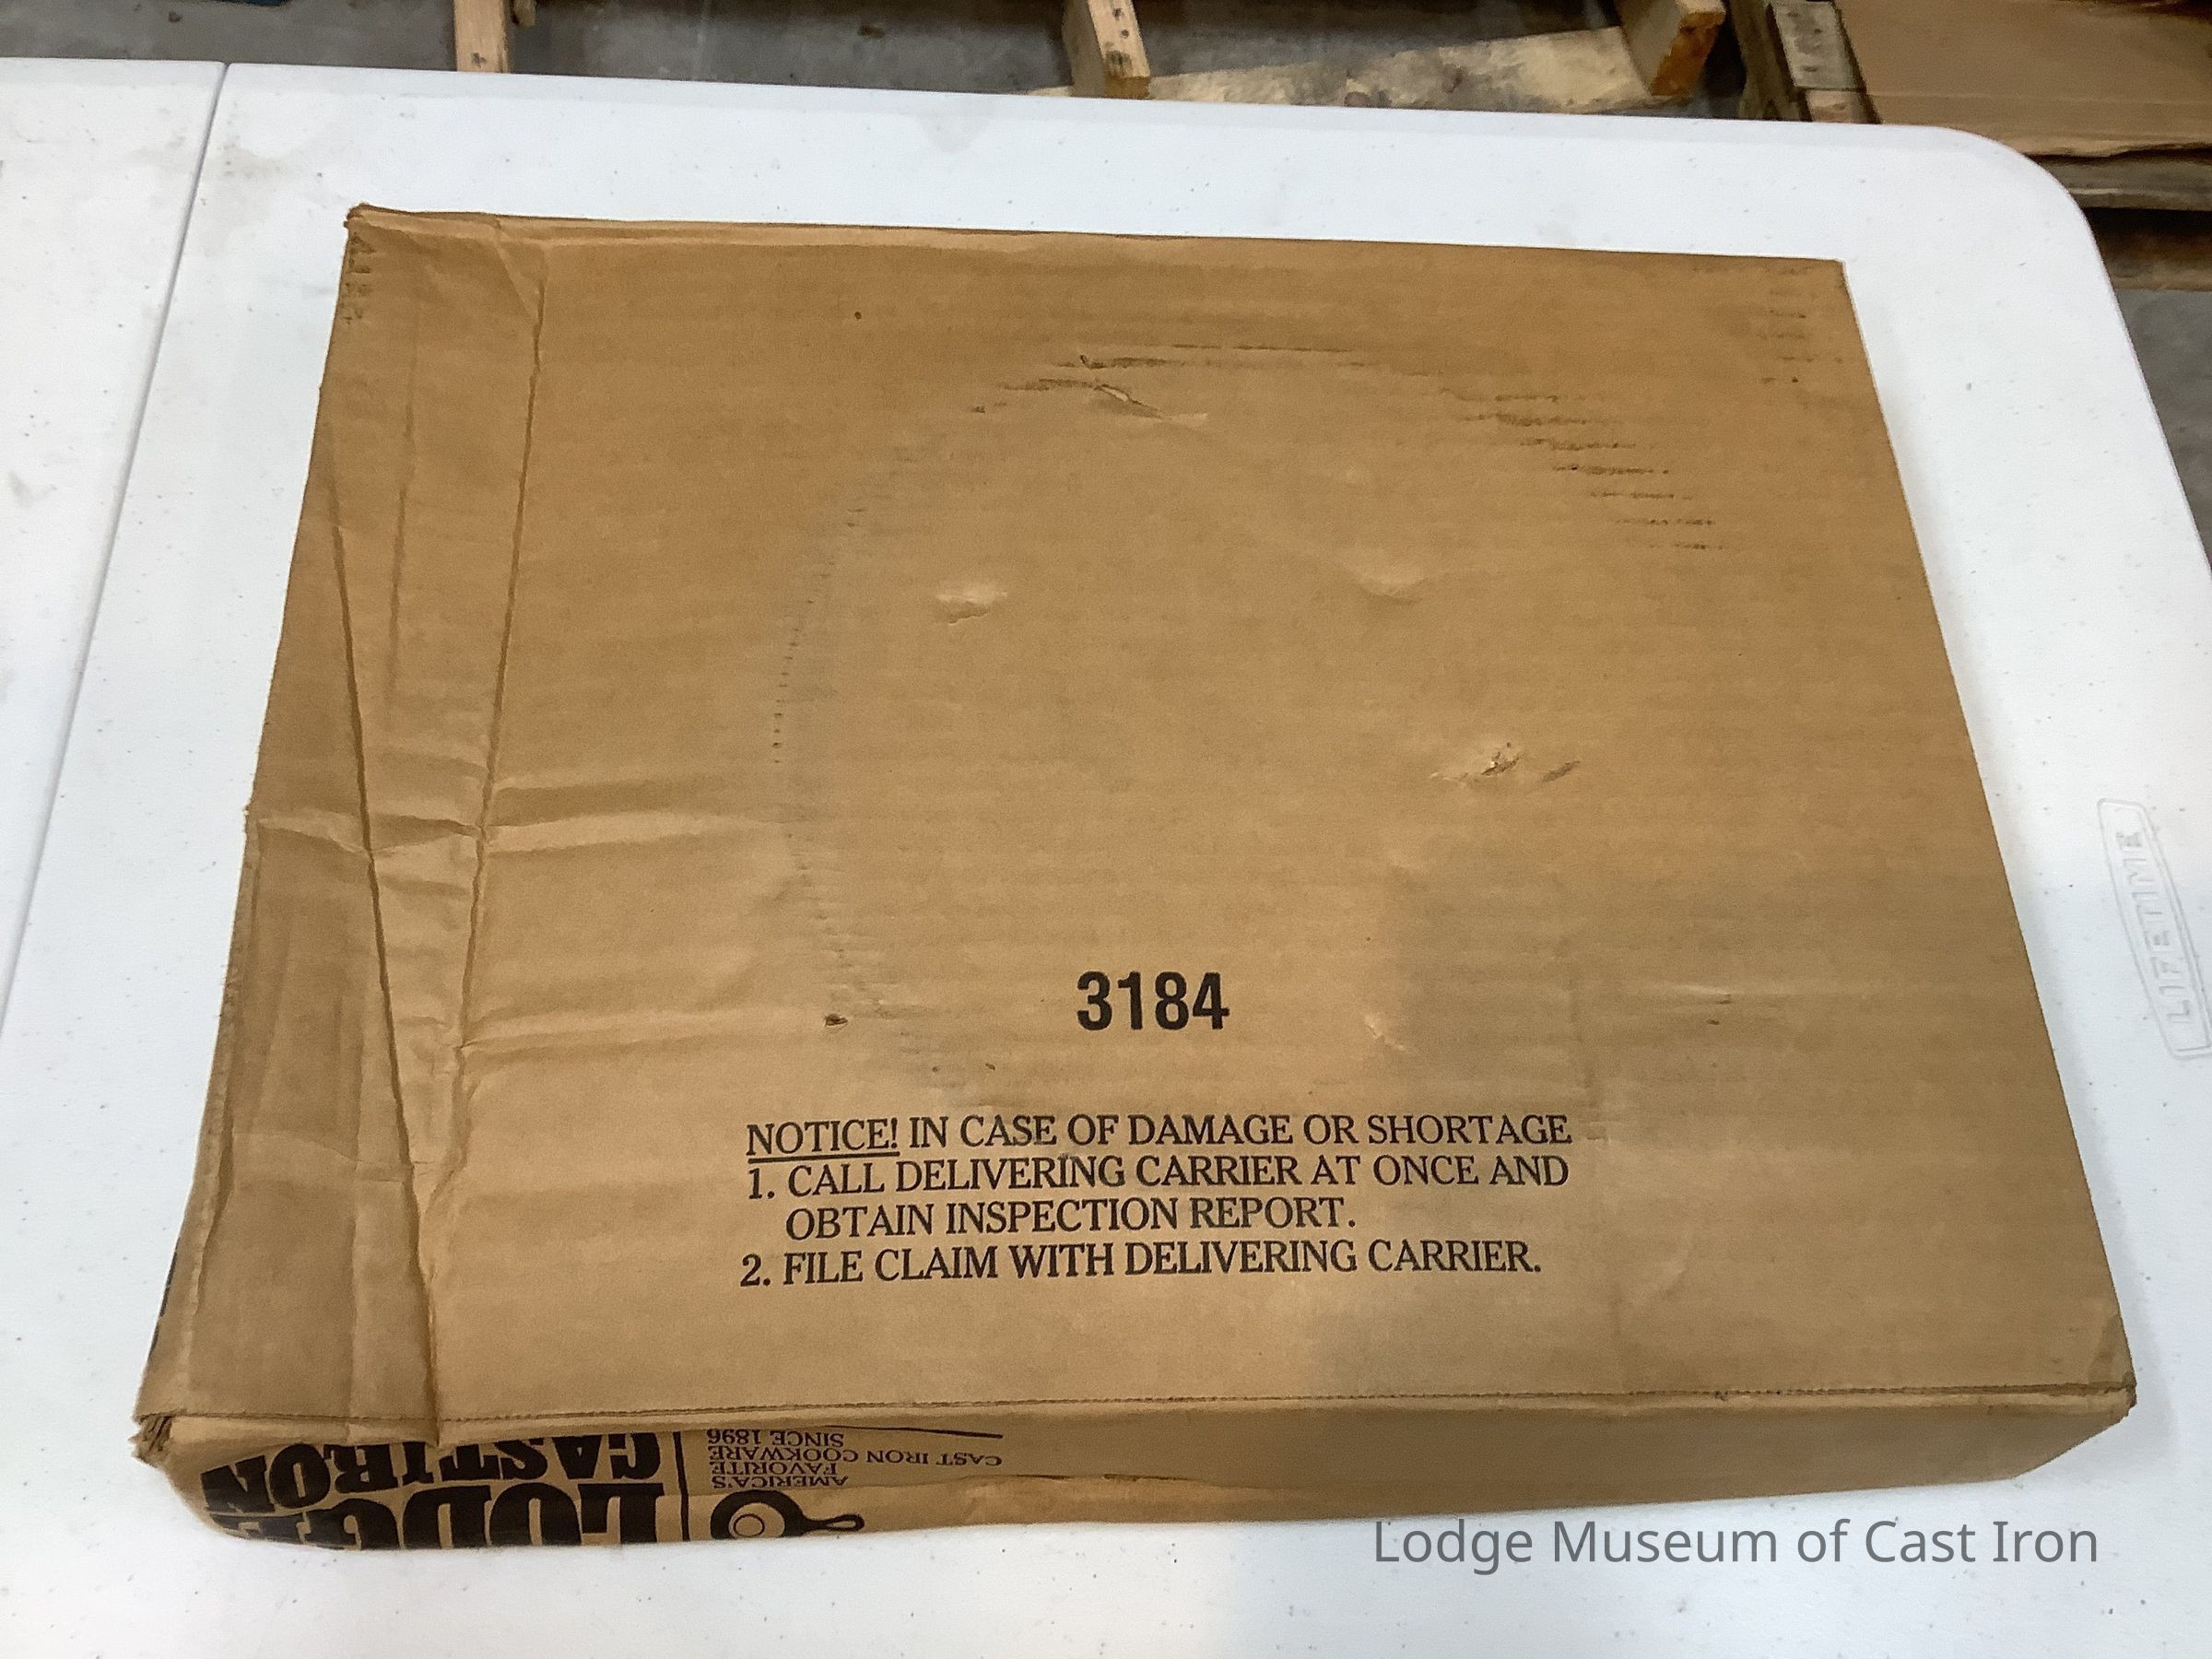 3184
NOTICE! IN CASE OF DAMAGE OR SHORTAGE
1. CALL DELIVERING CARRIER AT ONCE AND
OBTAIN INSPECTION REPORT.
2. FILE CLAIM WITH DELIVERING CARRIER.
LODGE
CAST IRON
AMERICA'S
FAVORITE
CAST IRON COOKWARE
SINCE 1896
LIFETIME
Lodge Museum of Cast Iron